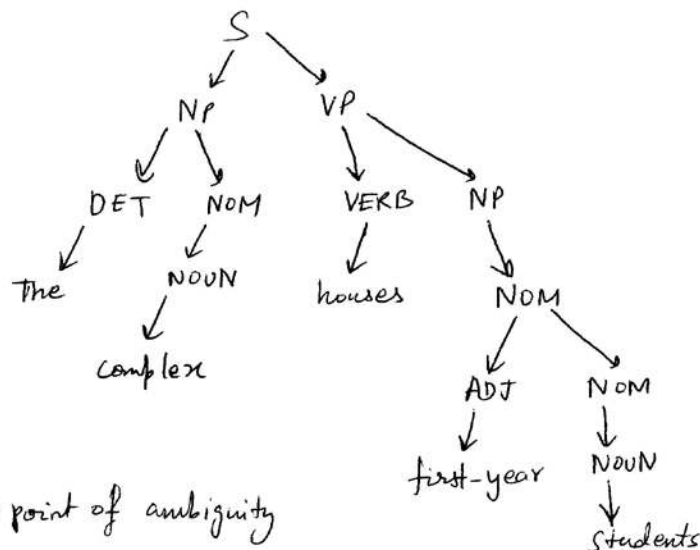 S
NP VP
DET NOM VERB NP
The NOUN houses NOM
complex ADJ NOM
first-year NOUN
point of ambiguity students